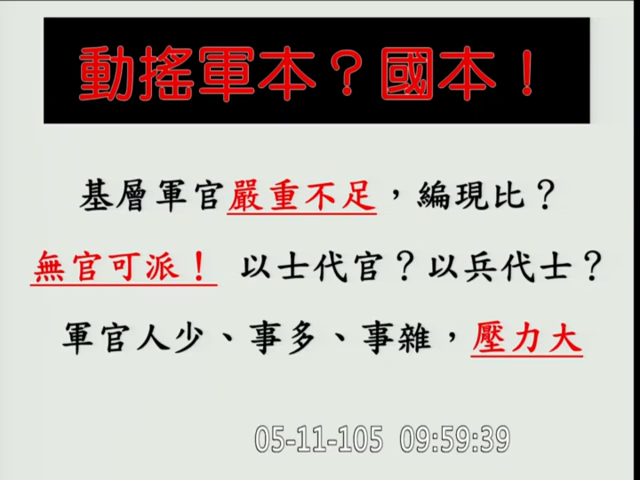 動搖軍本？國本！
基層軍官嚴重不足，編現比？
無官可派！ 以士代官？以兵代士？
軍官人少、事多、事雜，壓力大
05-11-105 09:59:39